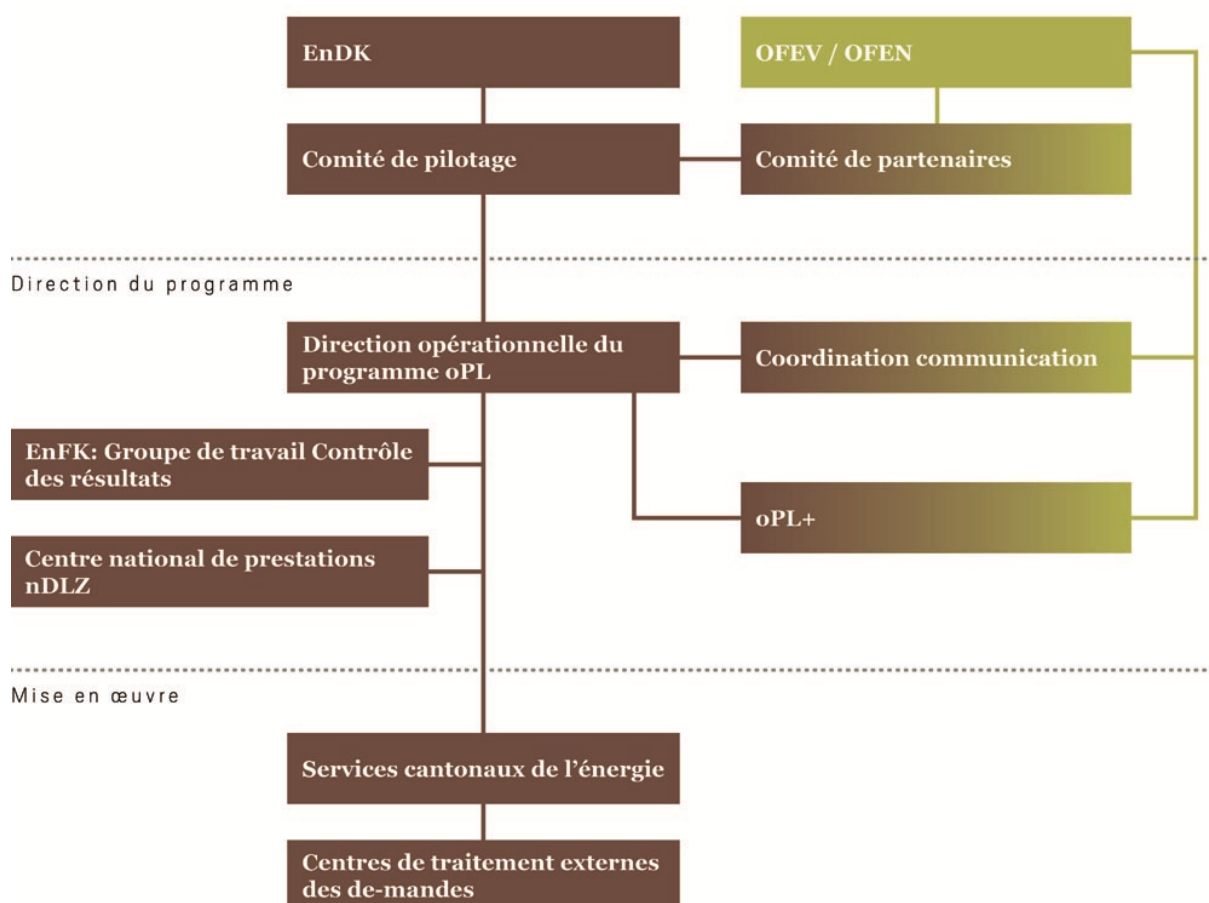 EnDK
OFEV / OFEN
Comité de pilotage
Comité de partenaires
Direction du programme
Direction opérationnelle du
programme oPL
Coordination communication
EnFK: Groupe de travail Contrôle
des résultats
oPL+
Centre national de prestations
nDLZ
Mise en œuvre
Services cantonaux de l’énergie
Centres de traitement externes
des de-mandes